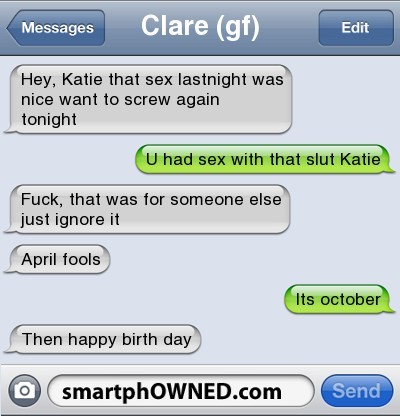 Messages
Clare (gf)
Edit
Hey, Katie that sex lastnight was
nice want to screw again
tonight
U had sex with that slut Katie
Fuck, that was for someone else
just ignore it
April fools
Its october
Then happy birth day
smartphOWNED.com
Send